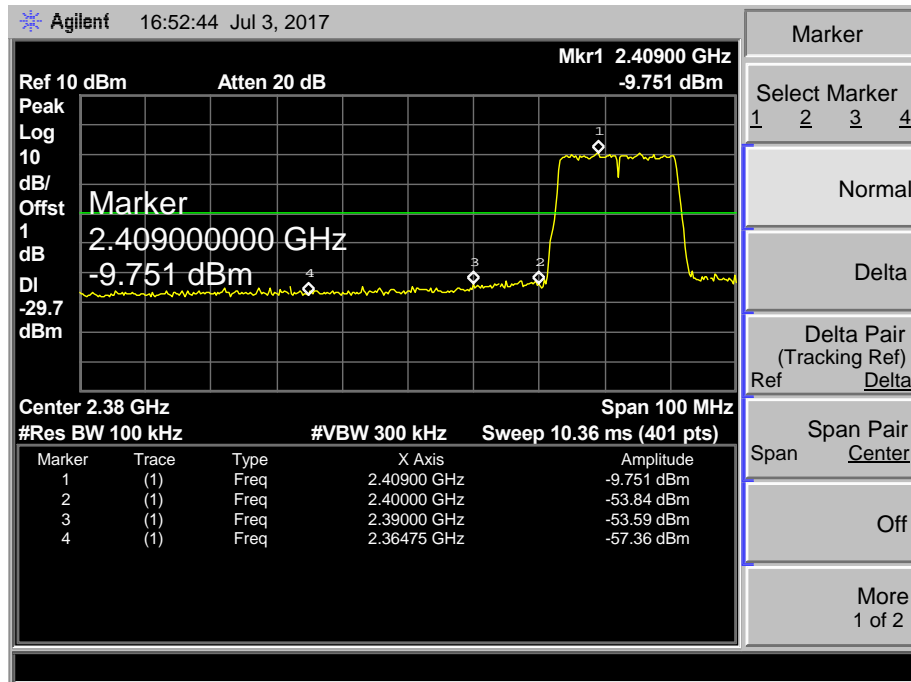 Agilent 16:52:44 Jul 3, 2017
Marker
Mkr1 2.40900 GHz
Ref 10 dBm Atten 20 dB -9.751 dBm
Peak
Log
10
dB/
Offst
1
dB
DI
-29.7
dBm
1
2
3
4
Marker
2.409000000 GHz
-9.751 dBm
Center 2.38 GHz Span 100 MHz
#Res BW 100 kHz #VBW 300 kHz Sweep 10.36 ms (401 pts)
Marker Trace Type X Axis Amplitude
1 (1) Freq 2.40900 GHz -9.751 dBm
2 (1) Freq 2.40000 GHz -53.84 dBm
3 (1) Freq 2.39000 GHz -53.59 dBm
4 (1) Freq 2.36475 GHz -57.36 dBm
Select Marker
1 2 3 4
Normal
Delta
Delta Pair
(Tracking Ref)
Ref Delta
Span Pair
Span Center
Off
More
1 of 2